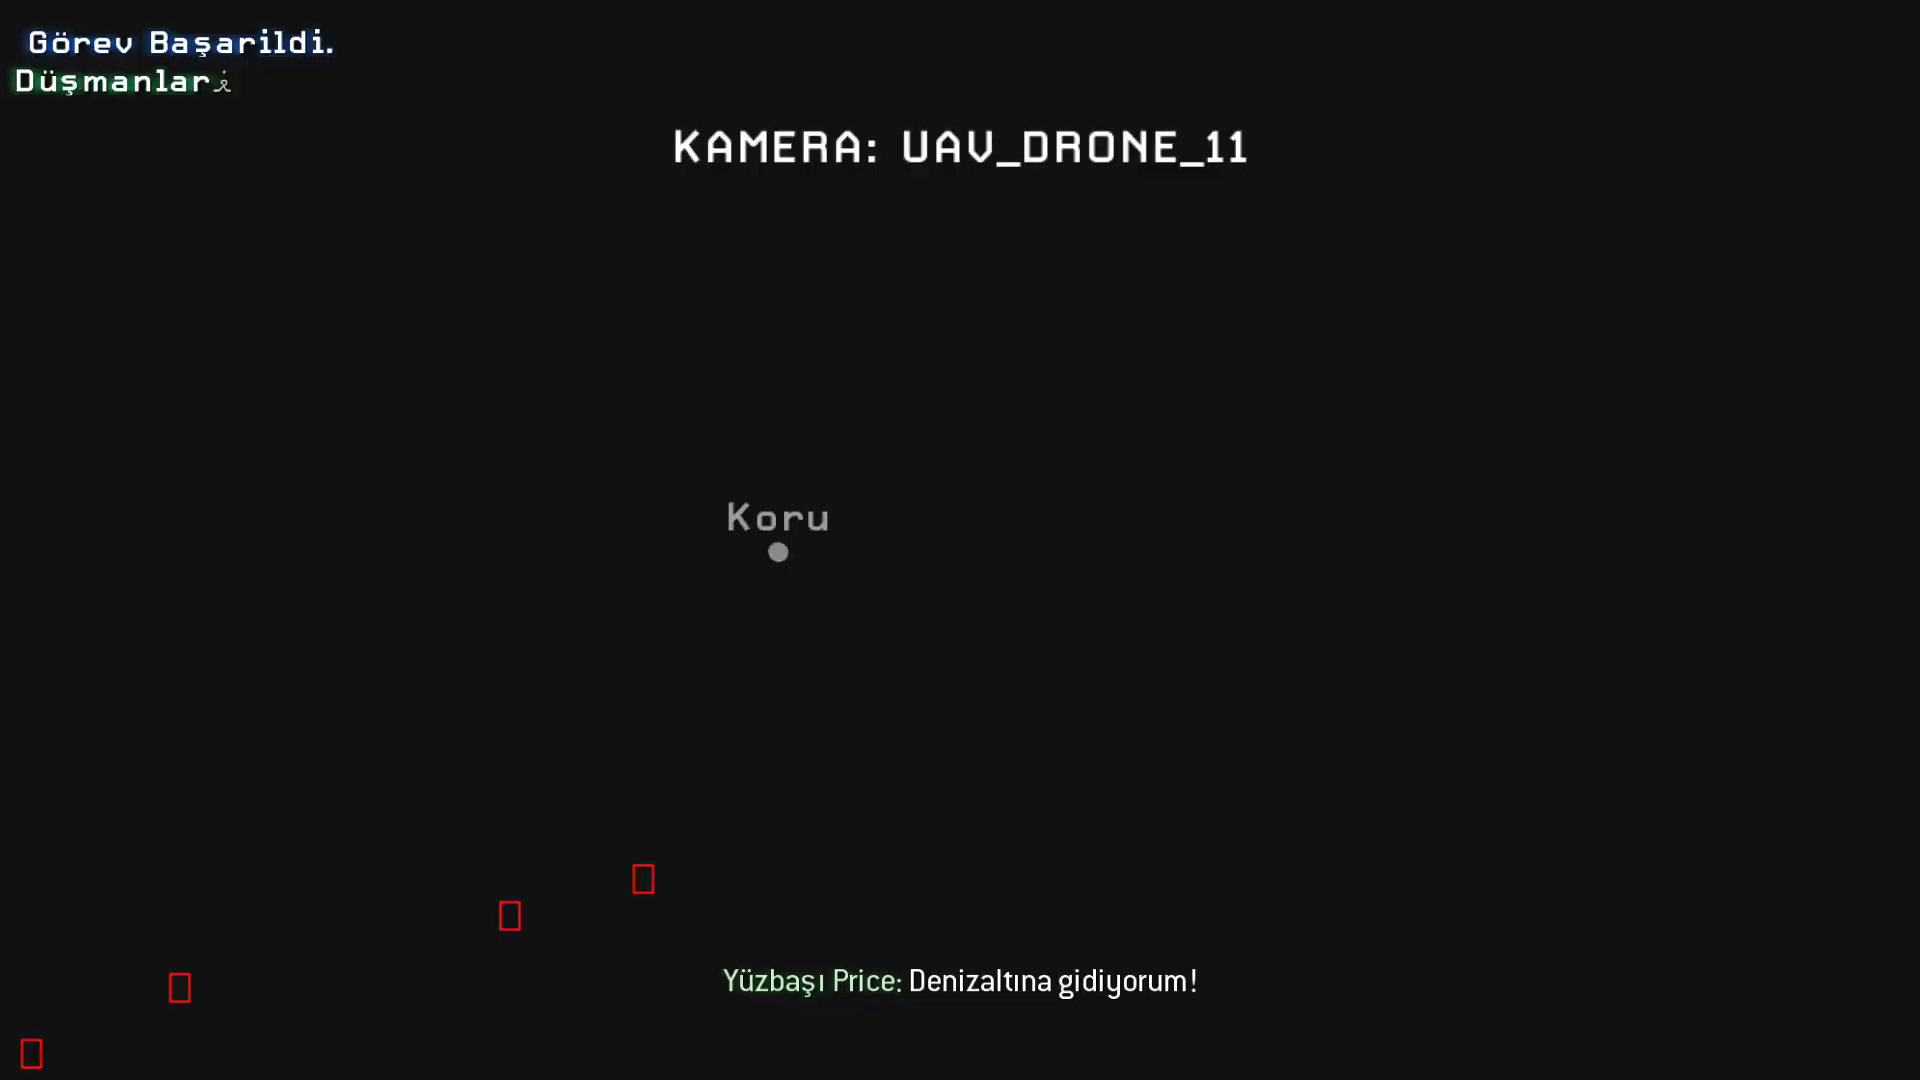 Görev Başarildi.
Düşmanlar
KAMERA: UAV_DRONE_11
Koru
Yüzbaşı Price: Denizaltına gidiyorum!